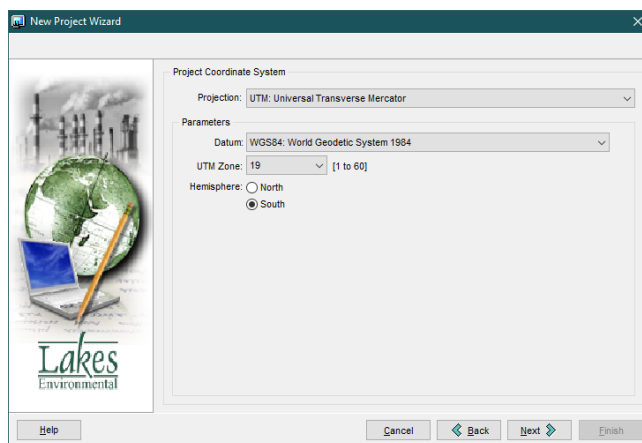 New Project Wizard
Project Coordinate System
Projection: UTM: Universal Transverse Mercator
Parameters
Datum: WGS84: World Geodetic System 1984
UTM Zone: 19 [1 to 60]
Hemisphere: North
South
Lakes
Environmental
Help Cancel Back Next Finish